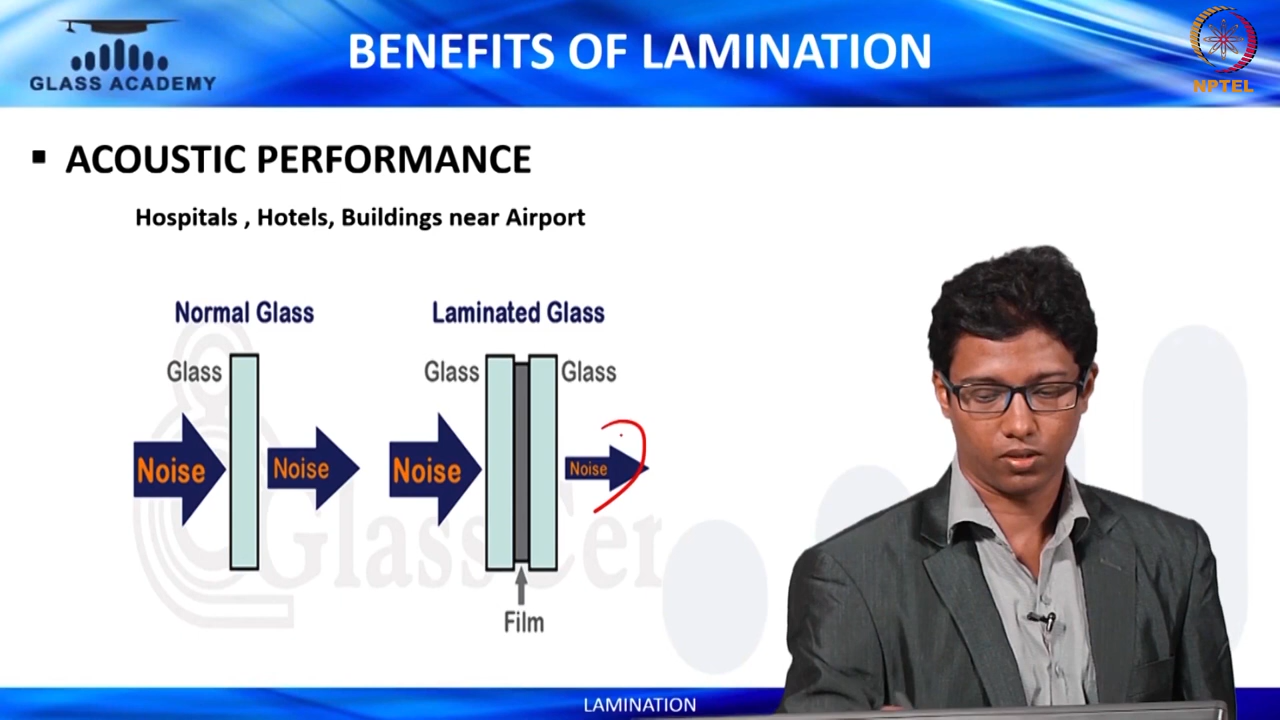 GLASS ACADEMY
BENEFITS OF LAMINATION
NPTEL
▪ ACOUSTIC PERFORMANCE
Hospitals , Hotels, Buildings near Airport
Normal Glass
Laminated Glass
Glass
Glass
Glass
Noise
Noise
Noise
Noise
Film
LAMINATION